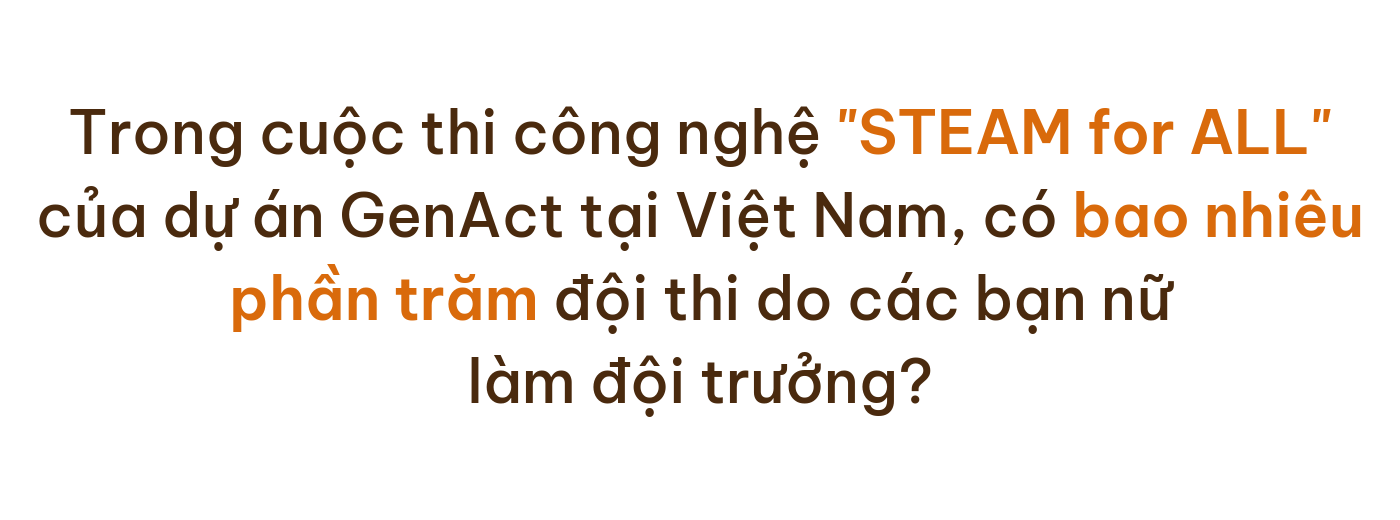 Trong cuộc thi công nghệ "STEAM for ALL"
của dự án GenAct tại Việt Nam, có bao nhiêu
phần trăm đội thi do các bạn nữ
làm đội trưởng?